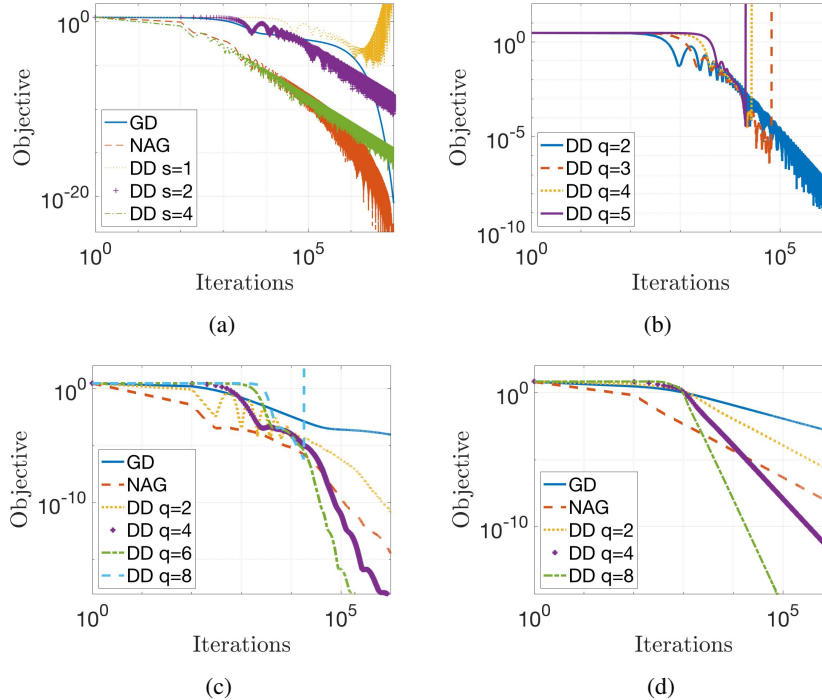 Objective
10^0
10^-20
GD
NAG
DD s=1
DD s=2
DD s=4
10^0
10^5
Iterations
(a)
Objective
10^0
10^-5
10^-10
DD q=2
DD q=3
DD q=4
DD q=5
10^0
10^5
Iterations
(b)
Objective
10^0
10^-10
GD
NAG
DD q=2
DD q=4
DD q=6
DD q=8
10^0
10^5
Iterations
(c)
Objective
10^0
10^-10
GD
NAG
DD q=2
DD q=4
DD q=8
10^0
10^5
Iterations
(d)